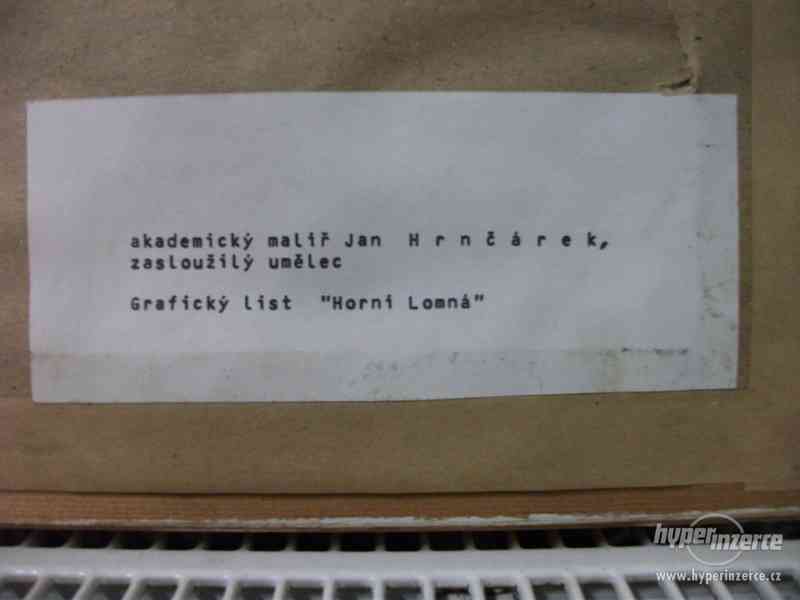 akademický malíř Jan H r n č á r e k,
zasloužilý umělec
Grafický list "Horní Lomná"
hyperinzerce
www.hyperinzerce.cz